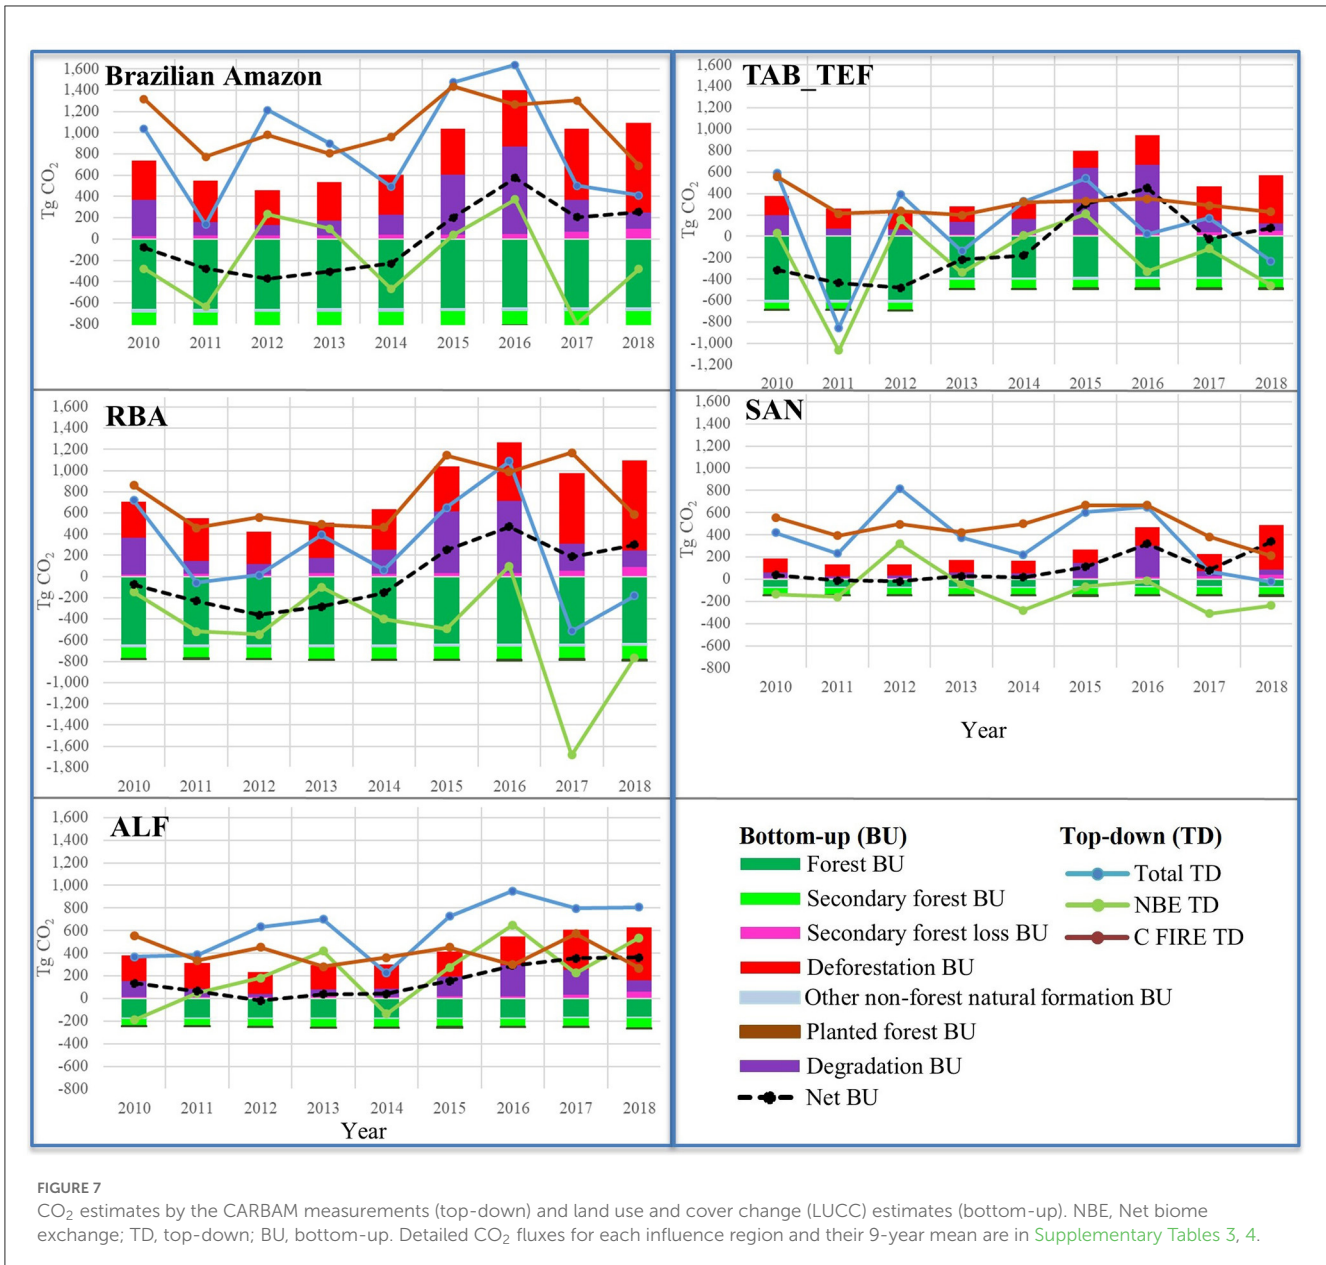 Brazilian Amazon
Tg CO₂
1,600
1,400
1,200
1,000
800
600
400
200
0
-200
-400
-600
-800
2010 2011 2012 2013 2014 2015 2016 2017 2018
TAB_TEF
Tg CO₂
1,600
1,400
1,200
1,000
800
600
400
200
0
-200
-400
-600
-800
-1,000
-1,200
2010 2011 2012 2013 2014 2015 2016 2017 2018
RBA
Tg CO₂
1,600
1,400
1,200
1,000
800
600
400
200
0
-200
-400
-600
-800
-1,000
-1,200
-1,400
-1,600
-1,800
2010 2011 2012 2013 2014 2015 2016 2017 2018
SAN
Tg CO₂
1,600
1,400
1,200
1,000
800
600
400
200
0
-200
-400
-600
-800
2010 2011 2012 2013 2014 2015 2016 2017 2018
Year
ALF
Tg CO₂
1,600
1,400
1,200
1,000
800
600
400
200
0
-200
-400
-600
-800
2010 2011 2012 2013 2014 2015 2016 2017 2018
Year
Bottom-up (BU)
Forest BU
Secondary forest BU
Secondary forest loss BU
Deforestation BU
Other non-forest natural formation BU
Planted forest BU
Degradation BU
Net BU
Top-down (TD)
Total TD
NBE TD
C FIRE TD
FIGURE 7
CO₂ estimates by the CARBAM measurements (top-down) and land use and cover change (LUCC) estimates (bottom-up). NBE, Net biome
exchange; TD, top-down; BU, bottom-up. Detailed CO₂ fluxes for each influence region and their 9-year mean are in Supplementary Tables 3, 4.